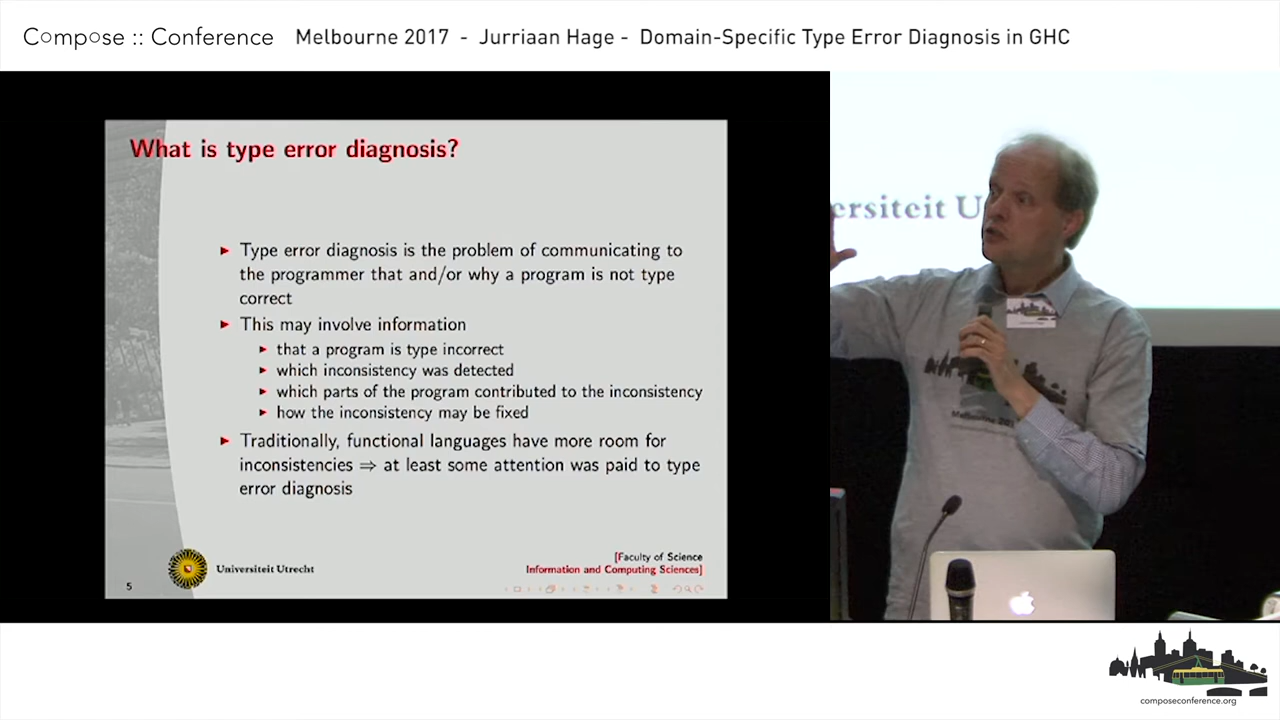 Compose :: Conference Melbourne 2017 - Jurriaan Hage - Domain-Specific Type Error Diagnosis in GHC
What is type error diagnosis?
▶ Type error diagnosis is the problem of communicating to
the programmer that and/or why a program is not type
correct
▶ This may involve information
▶ that a program is type incorrect
▶ which inconsistency was detected
▶ which parts of the program contributed to the inconsistency
▶ how the inconsistency may be fixed
▶ Traditionally, functional languages have more room for
inconsistencies ⇒ at least some attention was paid to type
error diagnosis
5
Universiteit Utrecht
[Faculty of Science
Information and Computing Sciences]
ersiteit U
Melbourne 201
composeconference.org